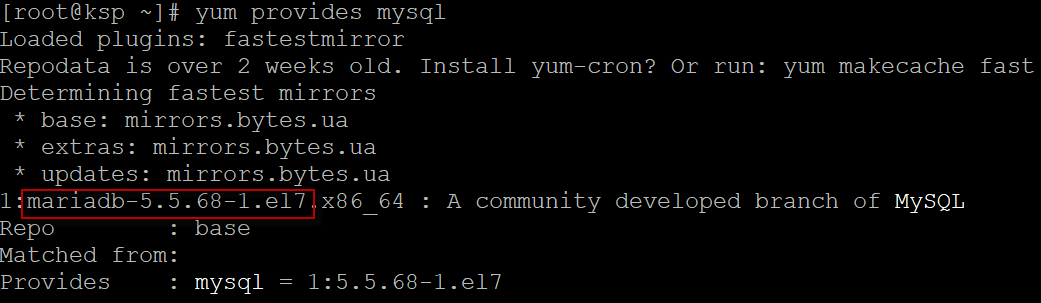 [root@ksp ~]# yum provides mysql
Loaded plugins: fastestmirror
Repodata is over 2 weeks old. Install yum-cron? Or run: yum makecache fast
Determining fastest mirrors
 * base: mirrors.bytes.ua
 * extras: mirrors.bytes.ua
 * updates: mirrors.bytes.ua
1:mariadb-5.5.68-1.el7.x86_64 : A community developed branch of MySQL
Repo        : base
Matched from:
Provides    : mysql = 1:5.5.68-1.el7